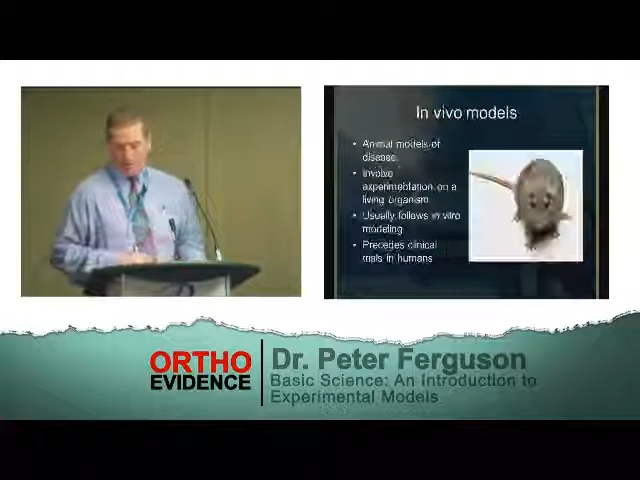 In vivo models
• Animal models of
disease
• Involve
experimentation on a
living organism
• Usually follows in vitro
modeling
• Precedes clinical
trials in humans
ORTHO
EVIDENCE
Dr. Peter Ferguson
Basic Science: An Introduction to
Experimental Models